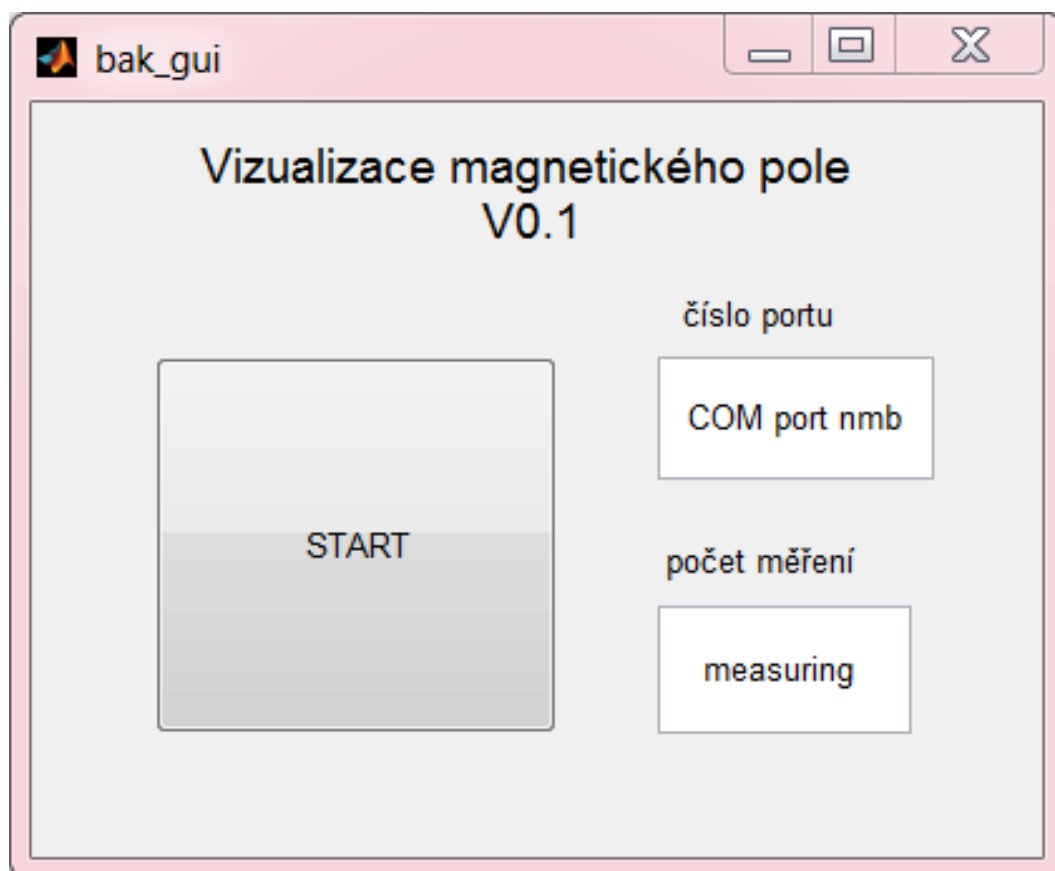 bak_gui
Vizualizace magnetického pole
V0.1
číslo portu
COM port nmb
START
počet měření
measuring